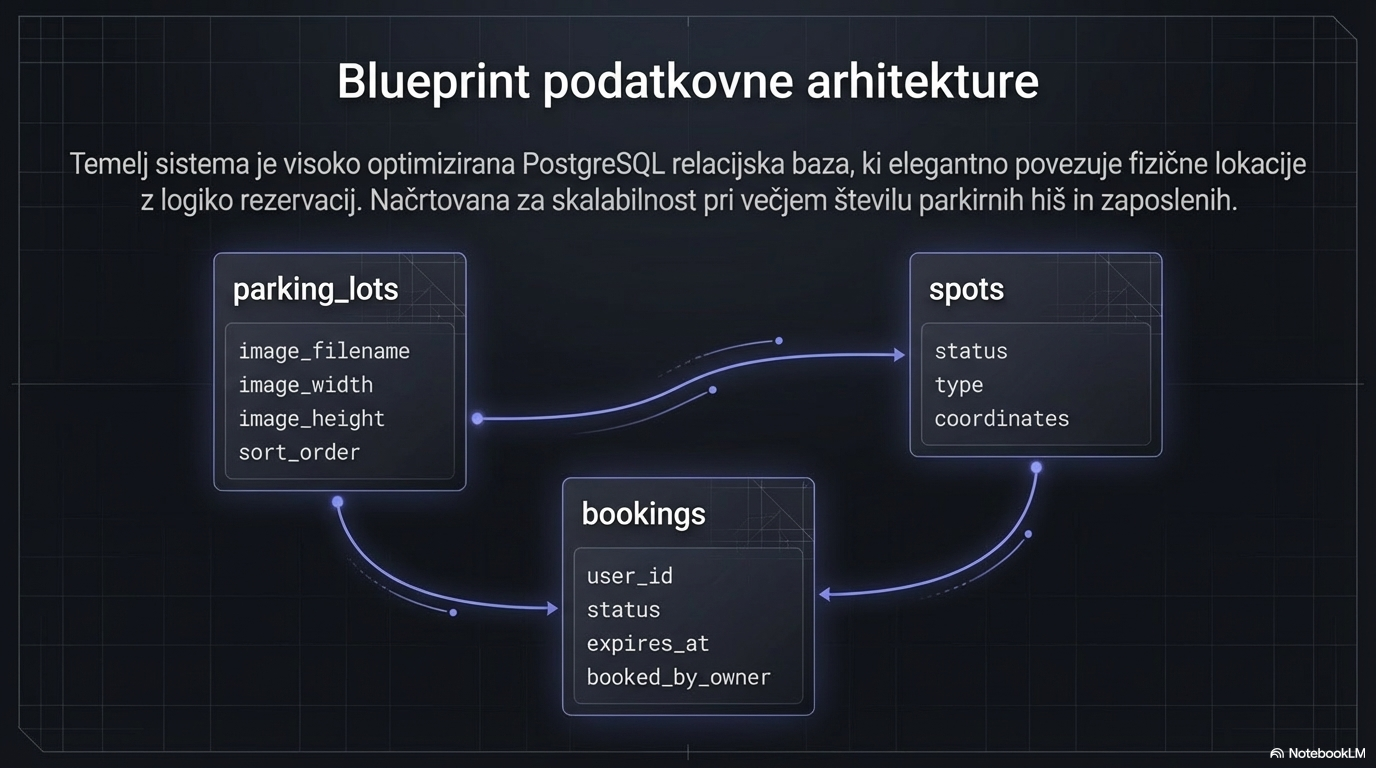 Blueprint podatkovne arhitekture
Temelj sistema je visoko optimizirana PostgreSQL relacijska baza, ki elegantno povezuje fizične lokacije
z logiko rezervacij. Načrtovana za skalabilnost pri večjem številu parkirnih hiš in zaposlenih.
parking_lots
image_filename
image_width
image_height
sort_order
spots
status
type
coordinates
bookings
user_id
status
expires_at
booked_by_owner
NotebookLM